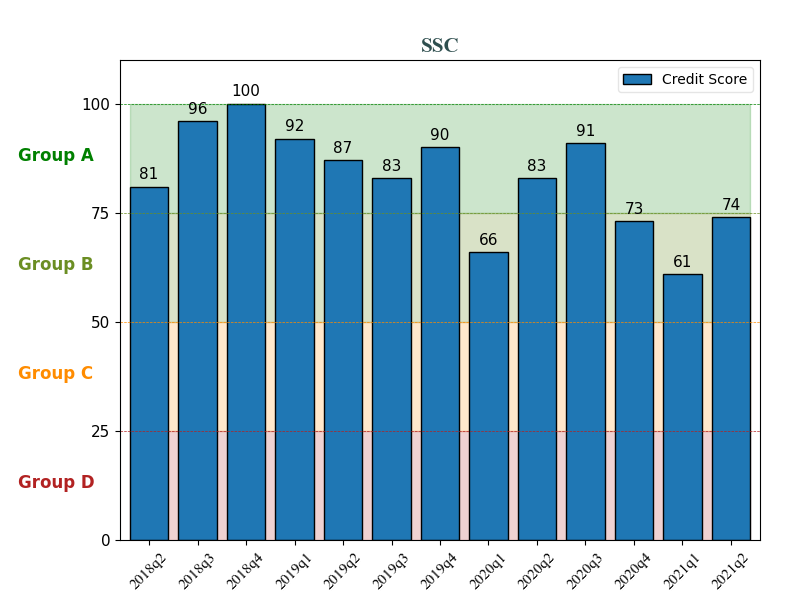 SSC
Credit Score
100
75
50
25
0
Group A
Group B
Group C
Group D
81
96
100
92
87
83
90
66
83
91
73
61
74
2018q2
2018q3
2018q4
2019q1
2019q2
2019q3
2019q4
2020q1
2020q2
2020q3
2020q4
2021q1
2021q2